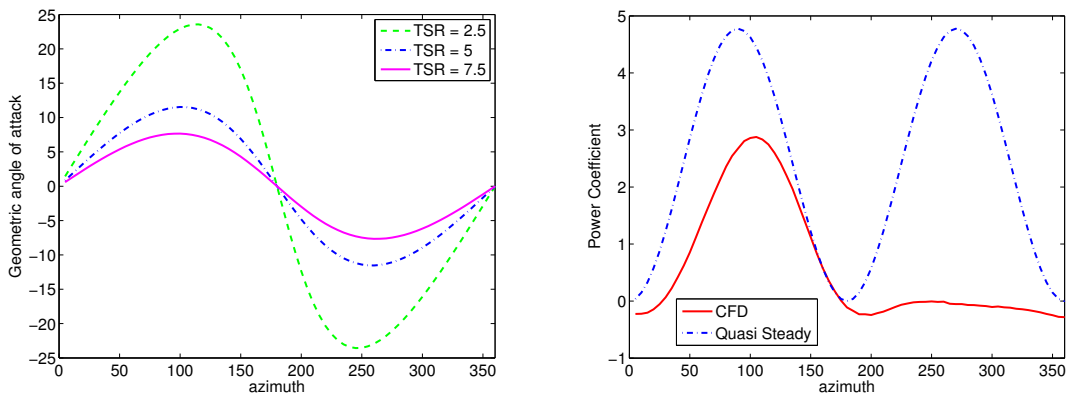 Geometric angle of attack
25
20
15
10
5
0
−5
−10
−15
−20
−25
0 50 100 150 200 250 300 350
azimuth
TSR = 2.5
TSR = 5
TSR = 7.5
Power Coefficient
5
4
3
2
1
0
−1
0 50 100 150 200 250 300 350
azimuth
CFD
Quasi Steady